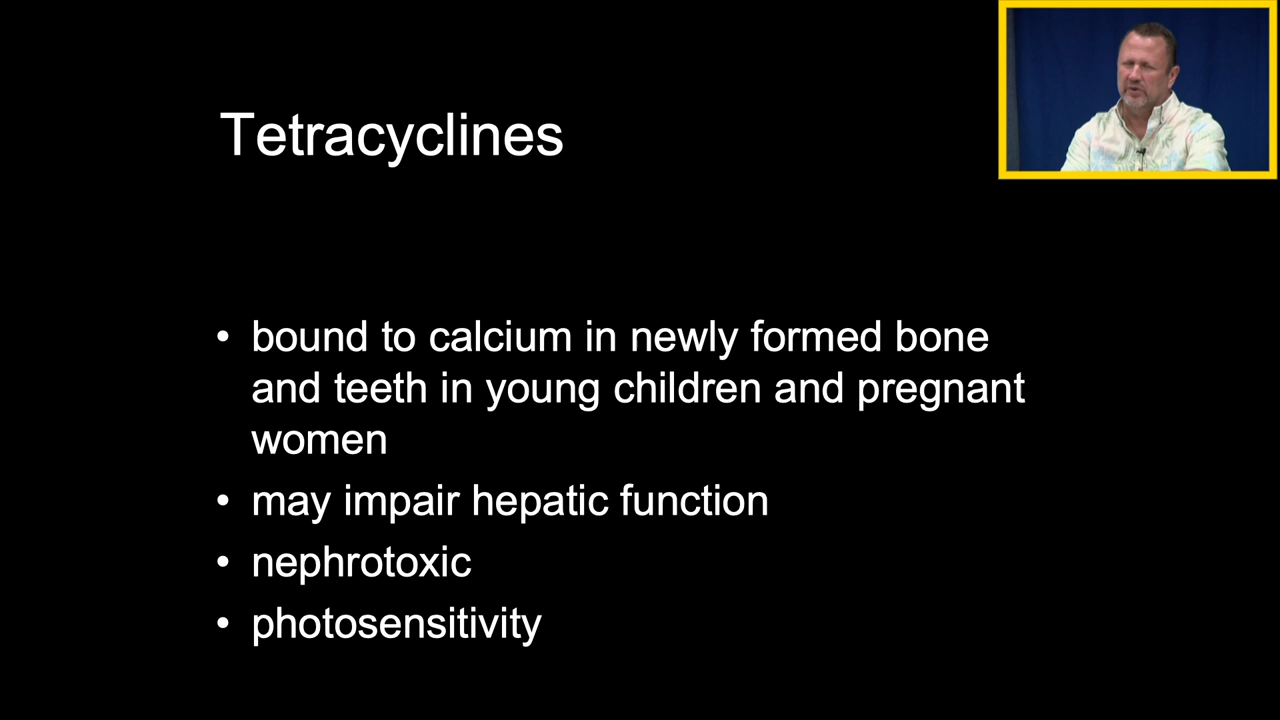 Tetracyclines
• bound to calcium in newly formed bone
and teeth in young children and pregnant
women
• may impair hepatic function
• nephrotoxic
• photosensitivity